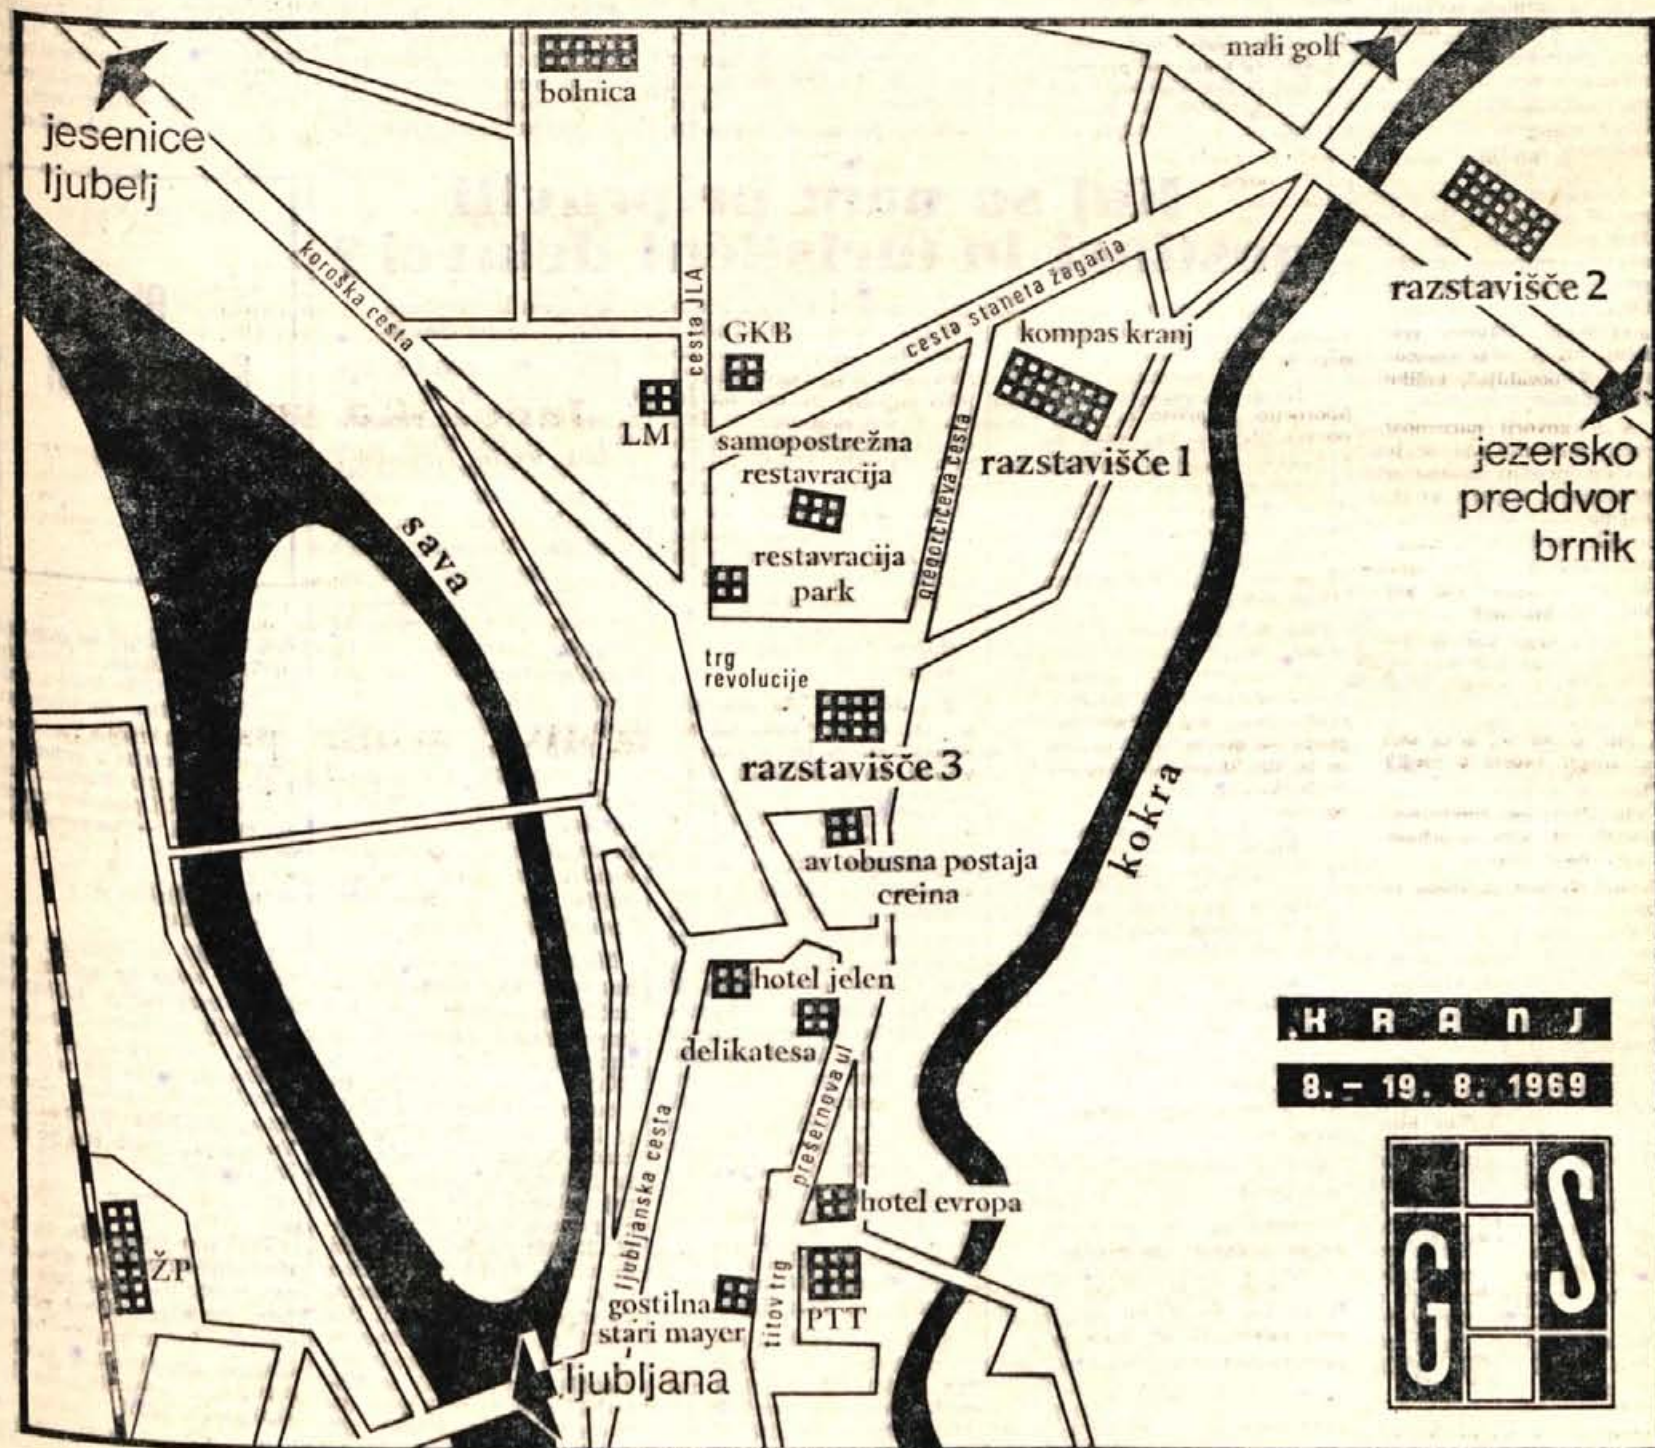 mali golf
bolnica
jesenice
ljubelj
koroška cesta
cesta JLA
cesta staneta žagarja
razstavišče 2
GKB
kompas kranj
LM
samopostrežna
restavracija
gregorčičeva cesta
razstavišče 1
jezersko
preddvor
brnik
sava
restavracija
park
trg
revolucije
razstavišče 3
kokra
avtobusna postaja
creina
hotel jelen
delikatesa
prešernova ul
KRANJ
8. - 19. 8. 1969
ljubljanska cesta
hotel evropa
ŽP
gostilna
stari mayer
titov trg
PTT
ljubljana
G S